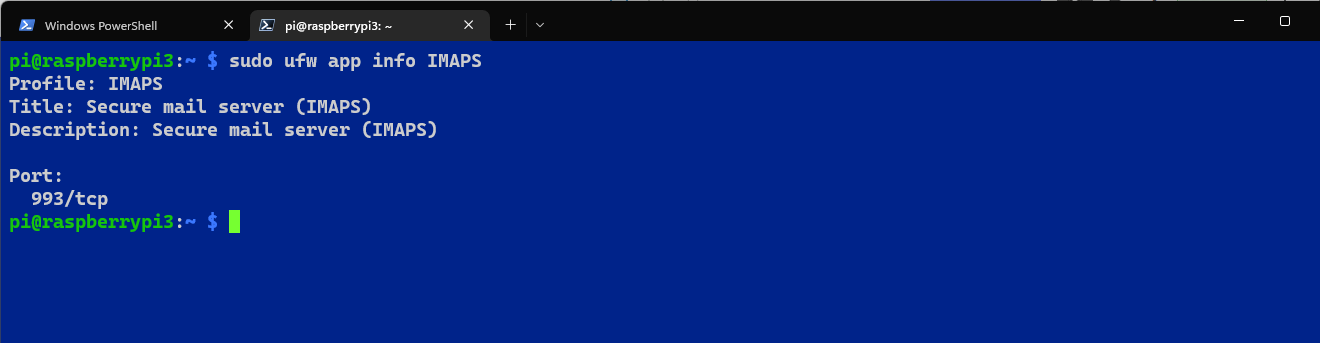 Windows PowerShell
pi@raspberrypi3: ~
pi@raspberrypi3:~ $ sudo ufw app info IMAPS
Profile: IMAPS
Title: Secure mail server (IMAPS)
Description: Secure mail server (IMAPS)
Port:
993/tcp
pi@raspberrypi3:~ $